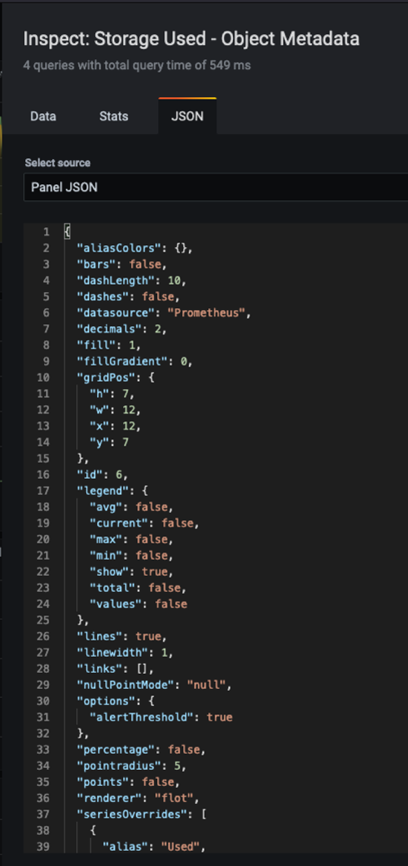 Inspect: Storage Used - Object Metadata
4 queries with total query time of 549 ms
Data Stats JSON
Select source
Panel JSON
1 {
2 "aliasColors": {},
3 "bars": false,
4 "dashLength": 10,
5 "dashes": false,
6 "datasource": "Prometheus",
7 "decimals": 2,
8 "fill": 1,
9 "fillGradient": 0,
10 "gridPos": {
11 "h": 7,
12 "w": 12,
13 "x": 12,
14 "y": 7
15 },
16 "id": 6,
17 "legend": {
18 "avg": false,
19 "current": false,
20 "max": false,
21 "min": false,
22 "show": true,
23 "total": false,
24 "values": false
25 },
26 "lines": true,
27 "linewidth": 1,
28 "links": [],
29 "nullPointMode": "null",
30 "options": {
31 "alertThreshold": true
32 },
33 "percentage": false,
34 "pointradius": 5,
35 "points": false,
36 "renderer": "flot",
37 "seriesOverrides": [
38 {
39 "alias": "Used",